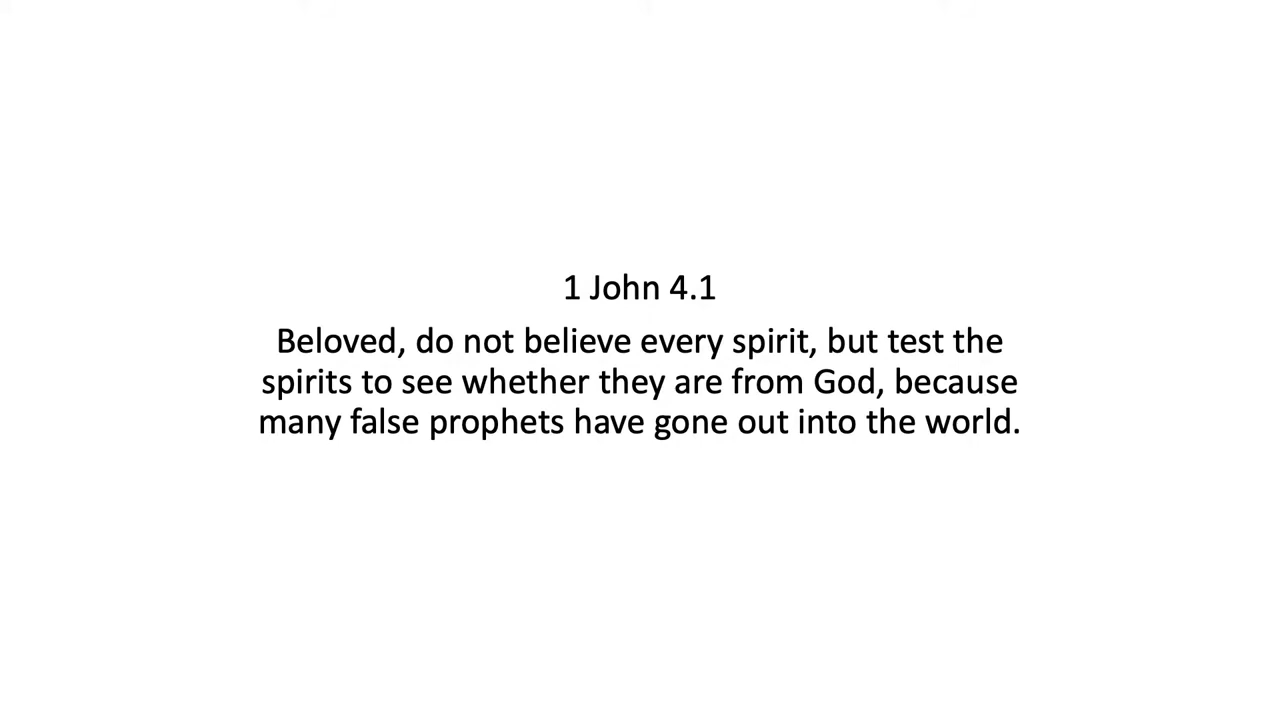 1 John 4.1
Beloved, do not believe every spirit, but test the
spirits to see whether they are from God, because
many false prophets have gone out into the world.